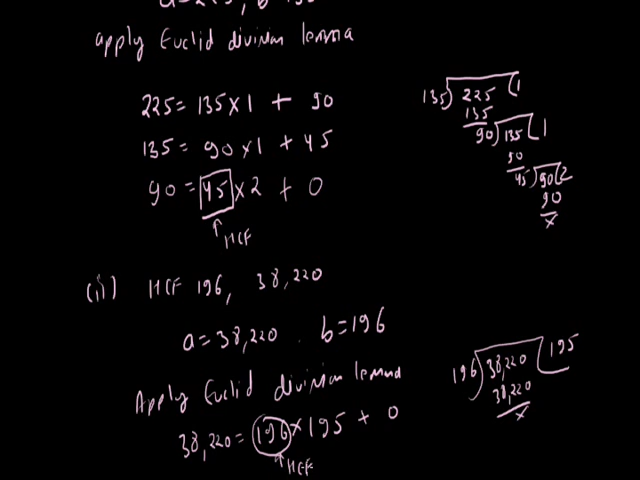 a=225, b=135
apply Euclid division lemma
225= 135×1 + 90
135= 90×1 + 45
90 = 45×2 + 0
↑
HCF
135) 225 (1
135
90) 135 (1
90
45) 90 (2
90
×
(ii) HCF 196, 38,220
a=38,220 . b=196
Apply Euclid division lemma
38,220= 196×195 + 0
↑HCF
196) 38,220 (195
38,220
×